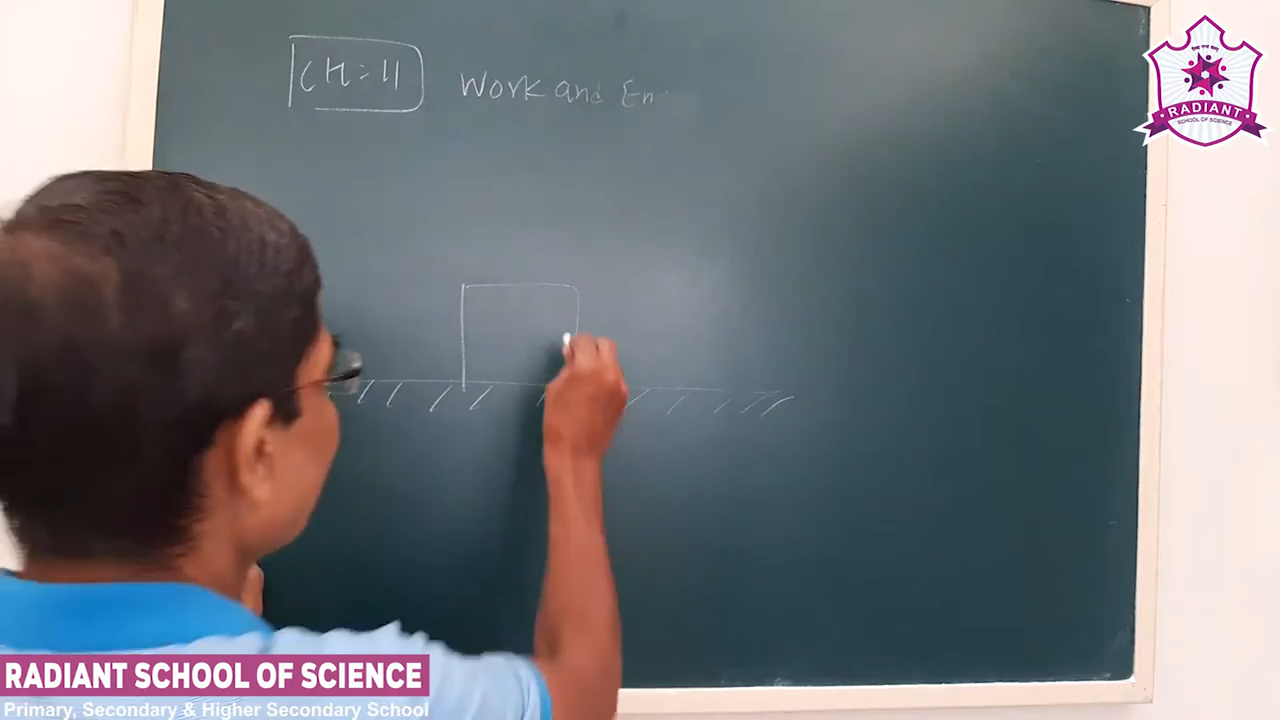 CH=11 Work and En
RADIANT
SCHOOL OF SCIENCE
RADIANT SCHOOL OF SCIENCE
Primary, Secondary & Higher Secondary School